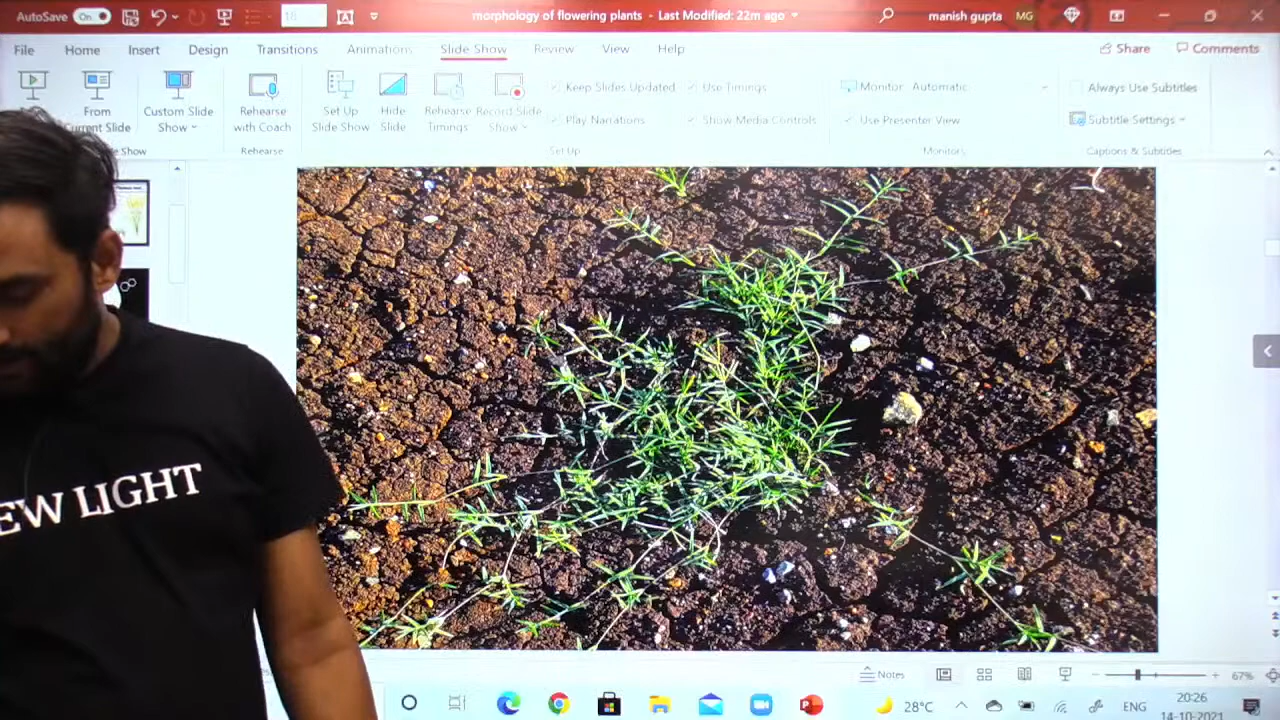 AutoSave On 18 morphology of flowering plants - Last Modified: 22m ago manish gupta MG
File Home Insert Design Transitions Animations Slide Show Review View Help Share Comments
From
Current Slide
Custom Slide
Show
Rehearse
with Coach
Set Up
Slide Show
Hide
Slide
Rehearse
Timings
Record Slide
Show
Keep Slides Updated
Use Timings
Play Narrations
Show Media Controls
Monitor Automatic
Use Presenter View
Always Use Subtitles
Subtitle Settings
Show Rehearse Set Up Monitors Captions & Subtitles
EW LIGHT
Notes 67%
28°C ENG 20:26
14-10-2021